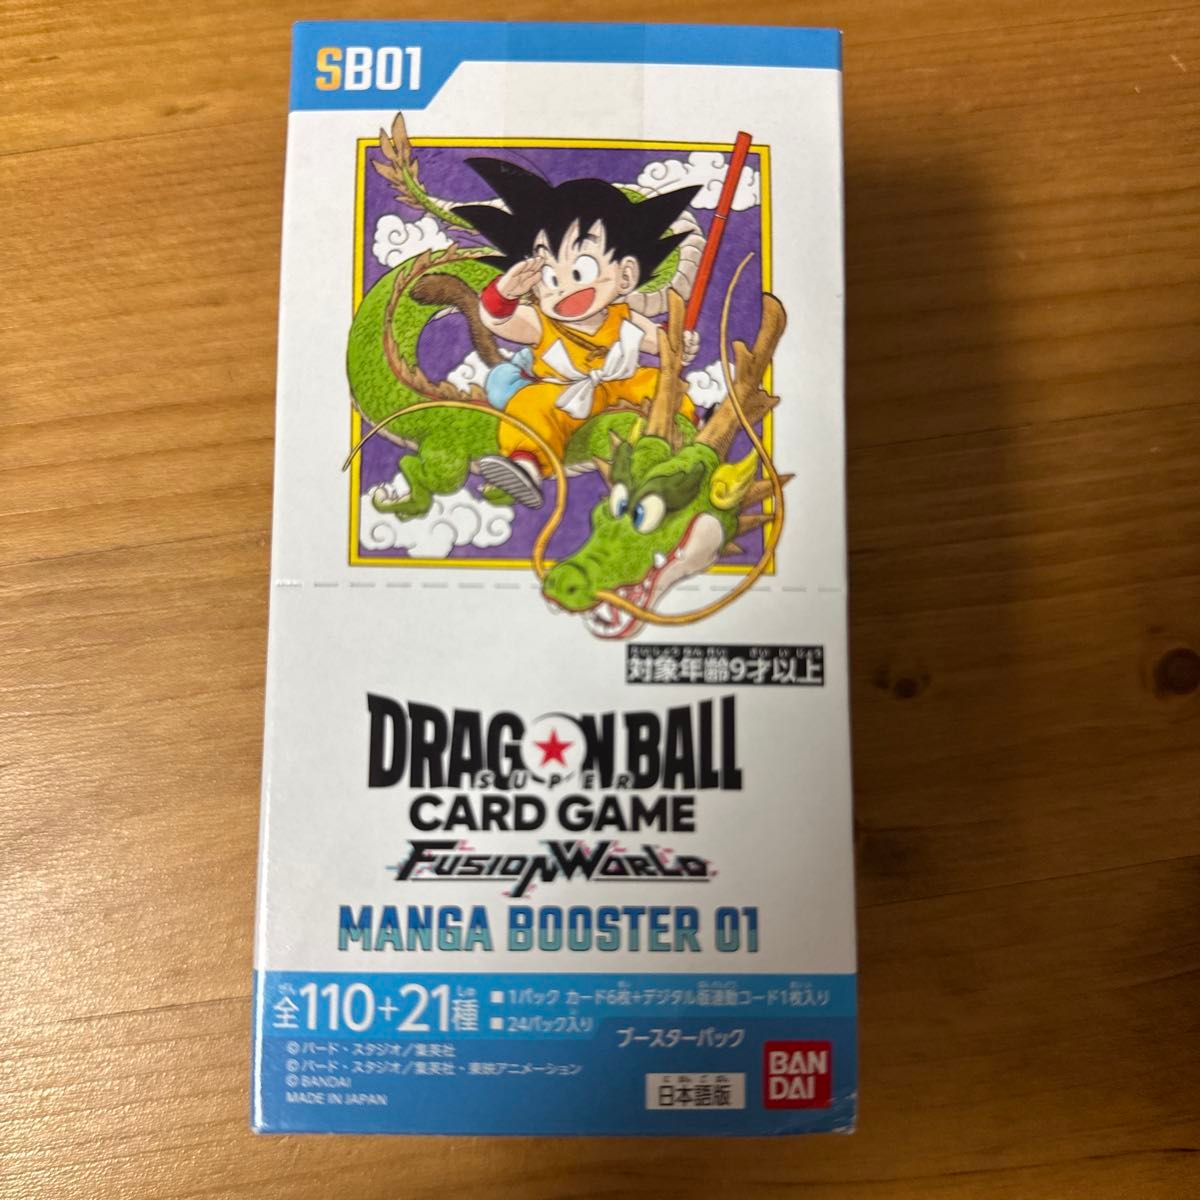 SB01
対象年齢9才以上
DRAGON BALL
SUPER
CARD GAME
FUSION WORLD
MANGA BOOSTER 01
全110+21種
■1パック カード6枚+デジタル版連動コード1枚入り
■24パック入り
ブースターパック
©バード・スタジオ/集英社
©バード・スタジオ/集英社・東映アニメーション
©BANDAI
MADE IN JAPAN
日本語版
BAN
DAI